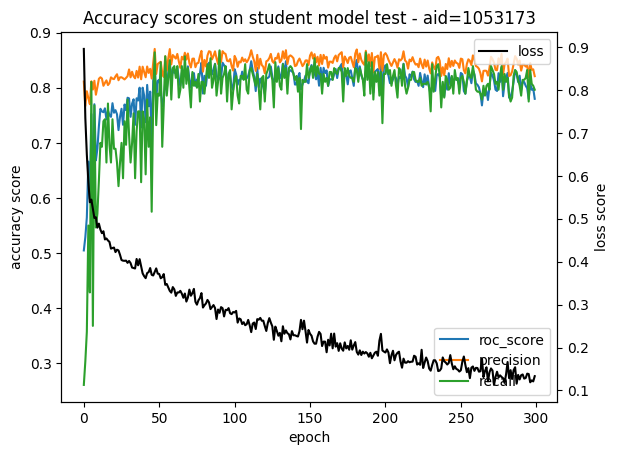 Accuracy scores on student model test - aid=1053173
loss
accuracy score
loss score
0.9
0.8
0.7
0.6
0.5
0.4
0.3
0.9
0.8
0.7
0.6
0.5
0.4
0.3
0.2
0.1
roc_score
precision
recall
0
50
100
150
200
250
300
epoch